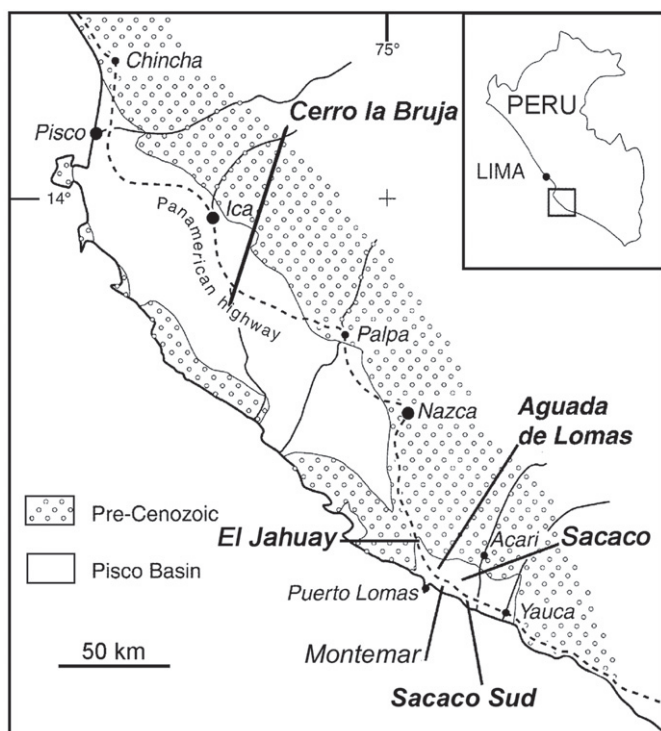 75°
Chincha
Cerro la Bruja
PERU
Pisco
LIMA
14°
Ica
Panamerican highway
Palpa
Nazca
Aguada
de Lomas
Pre-Cenozoic
El Jahuay
Acari
Sacaco
Pisco Basin
Puerto Lomas
Yauca
50 km
Montemar
Sacaco Sud